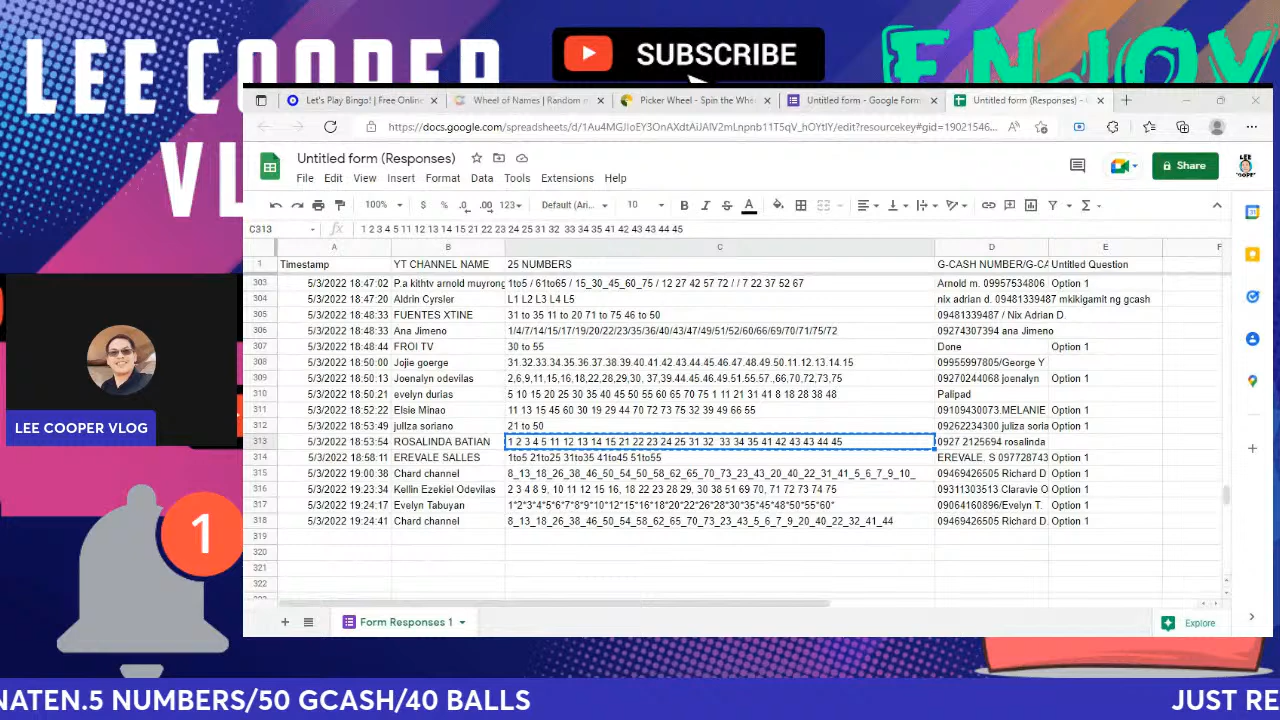 LEE COOPER
VL
SUBSCRIBE
ENJOY
Let's Play Bingo! | Free Online
Wheel of Names | Random n
Picker Wheel - Spin the Whe
Untitled form - Google Form
Untitled form (Responses) -
Untitled form (Responses)
File Edit View Insert Format Data Tools Extensions Help
Share
100% $ % .0 .00 123 Default (Ari... 10 B I S A
C313 fx 1 2 3 4 5 11 12 13 14 15 21 22 23 24 25 31 32  33 34 35 41 42 43 43 44 45
A B C D E F
1 Timestamp YT CHANNEL NAME 25 NUMBERS G-CASH NUMBER/G-CA Untitled Question
303 5/3/2022 18:47:02 P.a kithtv arnold muyrong 1to5 / 61to65 / 15_30_45_60_75 / 12 27 42 57 72 / / 7 22 37 52 67 Arnold m. 09957534806 Option 1
304 5/3/2022 18:47:20 Aldrin Cyrsler L1 L2 L3 L4 L5 nix adrian d. 09481339487 mkikigamit ng gcash
305 5/3/2022 18:48:33 FUENTES XTINE 31 to 35 11 to 20 71 to 75 46 to 50 09481339487 / Nix Adrian D.
306 5/3/2022 18:48:33 Ana Jimeno 1/4/7/14/15/17/19/20/22/23/35/36/40/43/47/49/51/52/60/66/69/70/71/75/72 09274307394 ana Jimeno
307 5/3/2022 18:48:44 FROI TV 30 to 55 Done Option 1
308 5/3/2022 18:50:00 Jojie goerge 31.32.33.34.35.36.37.38.39.40.41.42.43.44.45.46.47.48.49.50.11.12.13.14.15 09955997805/George Y
309 5/3/2022 18:50:13 Joenalyn odevilas 2,6,9,11,15,16,18,22,28,29,30, 37,39.44.45.46.49.51.55.57.,66,70,72,73,75 09270244068 joenalyn Option 1
310 5/3/2022 18:50:21 evelyn durias 5 10 15 20 25 30 35 40 45 50 55 60 65 70 75 1 11 21 31 41 8 18 28 38 48 Palipad
311 5/3/2022 18:52:22 Elsie Minao 11 13 15 45 60 30 19 29 44 70 72 73 75 16 32 39 49 66 55 09109430073.MELANIE Option 1
312 5/3/2022 18:53:49 julIza soriano 21 to 50 09262234300 juliza soria Option 1
313 5/3/2022 18:53:54 ROSALINDA BATIAN 1 2 3 4 5 11 12 13 14 15 21 22 23 24 25 31 32  33 34 35 41 42 43 43 44 45 0927 2125694 rosalinda
314 5/3/2022 18:58:11 EREVALE SALLES 1to5 21to25 31to35 41to45 51to55 EREVALE. S 097728743 Option 1
315 5/3/2022 19:00:38 Chard channel 8_13_18_26_38_46_50_54_50_58_62_65_70_73_23_43_20_40_22_31_41_5_6_7_9_10_ 09469426505 Richard D. Option 1
316 5/3/2022 19:23:34 Kellin Ezekiel Odevilas 2 3 4 8 9, 10 11 12 15 16, 18 22 23 28 29, 30 38 51 69 70, 71 72 73 74 75 09311303513 Claravie O Option 1
317 5/3/2022 19:24:17 Evelyn Tabuyan 1*2*3*4*5*6*7*8*9*10*12*15*16*18*20*22*26*28*30*35*45*48*50*55*60* 09064160896/Evelyn T. Option 1
318 5/3/2022 19:24:41 Chard channel 8_13_18_26_38_46_50_54_58_62_65_70_73_23_43_5_6_7_9_20_40_22_32_41_44 09469426505 Richard D. Option 1
319
320
321
322
Form Responses 1
Explore
LEE COOPER VLOG
1
NATEN.5 NUMBERS/50 GCASH/40 BALLS
JUST RE